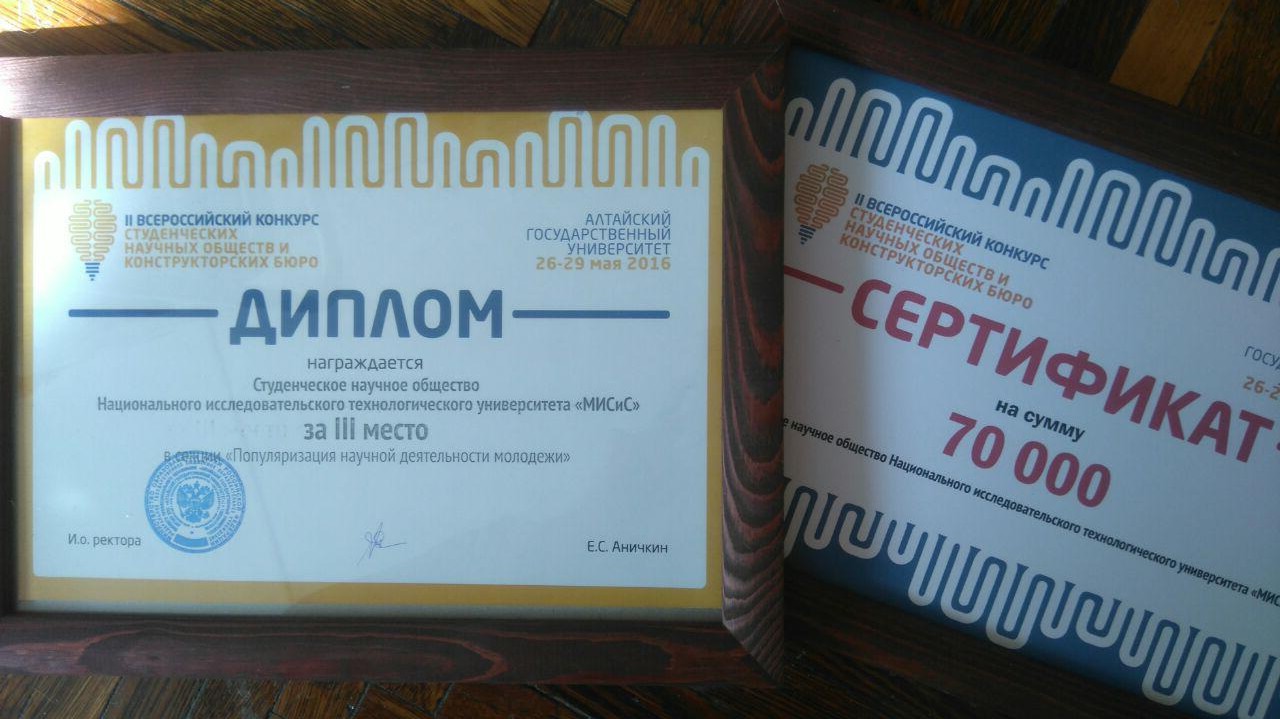 II ВСЕРОССИЙСКИЙ КОНКУРС
СТУДЕНЧЕСКИХ
НАУЧНЫХ ОБЩЕСТВ И
КОНСТРУКТОРСКИХ БЮРО
АЛТАЙСКИЙ
ГОСУДАРСТВЕННЫЙ
УНИВЕРСИТЕТ
26-29 мая 2016
ДИПЛОМ
награждается
Студенческое научное общество
Национального исследовательского технологического университета «МИСиС»
за III место
в секции «Популяризация научной деятельности молодежи»
И.о. ректора
Е.С. Аничкин
II ВСЕРОССИЙСКИЙ КОНКУРС
СТУДЕНЧЕСКИХ
НАУЧНЫХ ОБЩЕСТВ И
КОНСТРУКТОРСКИХ БЮРО
СЕРТИФИКАТ
на сумму
70 000
научное общество Национального исследовательского технологического университета